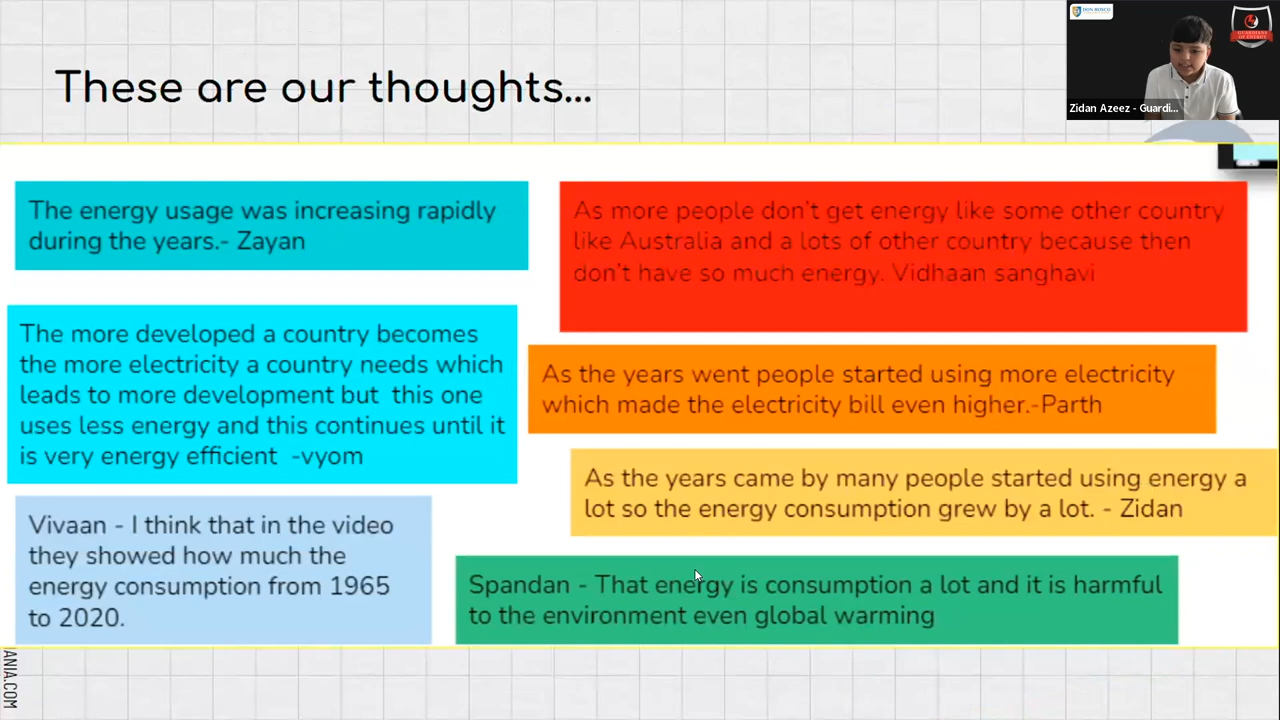 These are our thoughts...
DON BOSCO
GUARDIANS
OF ENERGY
Zidan Azeez - Guardi...
The energy usage was increasing rapidly
during the years.- Zayan
As more people don't get energy like some other country
like Australia and a lots of other country because then
don't have so much energy. Vidhaan sanghavi
The more developed a country becomes
the more electricity a country needs which
leads to more development but this one
uses less energy and this continues until it
is very energy efficient -vyom
As the years went people started using more electricity
which made the electricity bill even higher.-Parth
As the years came by many people started using energy a
lot so the energy consumption grew by a lot. - Zidan
Vivaan - I think that in the video
they showed how much the
energy consumption from 1965
to 2020.
Spandan - That energy is consumption a lot and it is harmful
to the environment even global warming
ANIA.COM